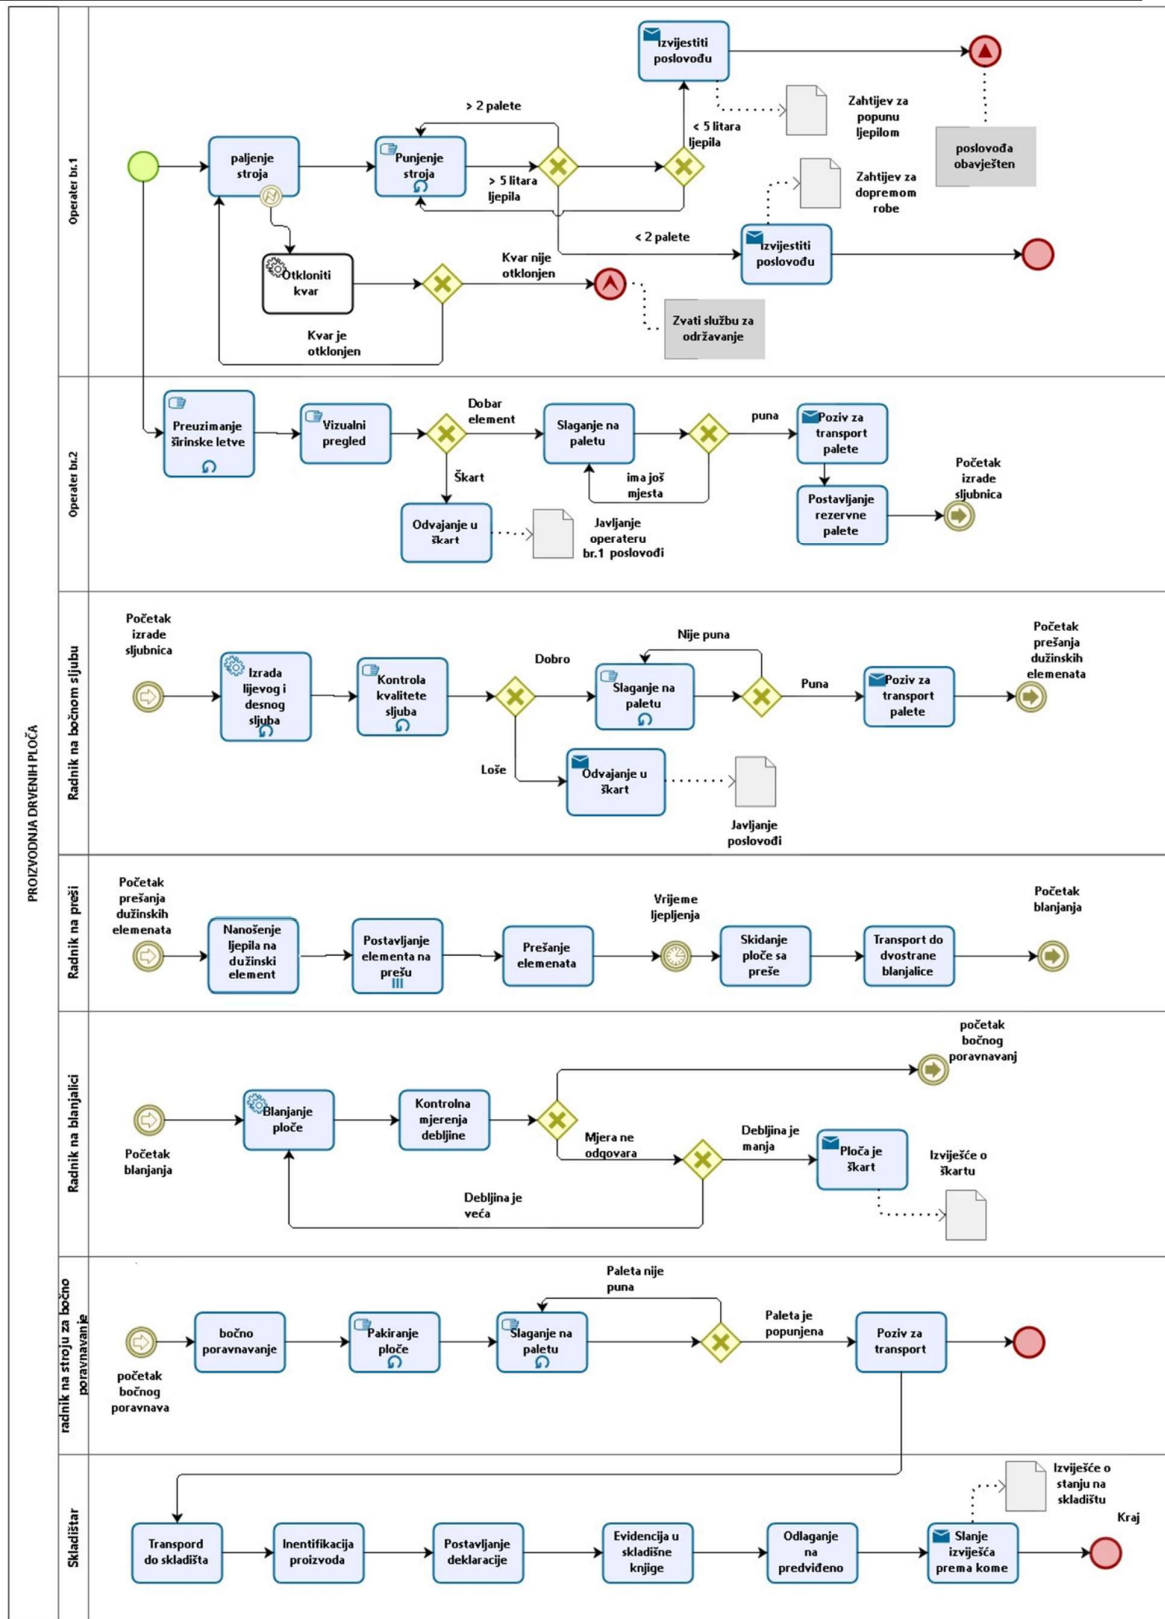 PROIZVODNJA DRVENIH PLOČA
Operater br.1
paljenje
stroja
Punjenje
stroja
> 2 palete
> 5 litara
ljepila
< 5 litara
ljepila
Izvijestiti
poslovođu
Zahtijev za
popunu
ljepilom
poslovođa
obavješten
Zahtijev za
dopremom
robe
< 2 palete
Izvijestiti
poslovođu
Otkloniti
kvar
Kvar nije
otklonjen
Kvar je
otklonjen
Zvati službu za
održavanje
Operater br.2
Preuzimanje
širinske letve
Vizualni
pregled
Dobar
element
Škart
Odvajanje u
škart
Javljanje
operateru
br.1 poslovođi
Slaganje na
paletu
ima još
mjesta
puna
Poziv za
transport
palete
Postavljanje
rezervne
palete
Početak
izrade
sljubnica
Radnik na bočnom sljubu
Početak
izrade
sljubnica
Izrada
lijevog i
desnog
sljuba
Kontrola
kvalitete
sljuba
Dobro
Loše
Slaganje na
paletu
Nije puna
Puna
Poziv za
transport
palete
Početak
prešanja
dužinskih
elemenata
Odvajanje u
škart
Javljanje
poslovođi
Radnik na preši
Početak
prešanja
dužinskih
elemenata
Nanošenje
ljepila na
dužinski
element
Postavljanje
elementa na
prešu
Prešanje
elemenata
Vrijeme
ljepljenja
Skidanje
ploče sa
preše
Transport do
dvostrane
blanjalice
Početak
blanjanja
Radnik na blanjalici
Početak
blanjanja
Blanjanje
ploče
Kontrolna
mjerenja
debljine
početak
bočnog
poravnavanj
Mjera ne
odgovara
Debljina je
manja
Debljina je
veća
Ploča je
škart
Izviješće o
škartu
radnik na stroju za bočno
poravnavanje
početak
bočnog
poravnava
bočno
poravnavanje
Pakiranje
ploče
Slaganje na
paletu
Paleta nije
puna
Paleta je
popunjena
Poziv za
transport
Skladištar
Transpord
do skladišta
Inentifikacija
proizvoda
Postavljanje
deklaracije
Evidencija u
skladišne
knjige
Odlaganje
na
predviđeno
Slanje
izviješća
prema kome
Izviješće o
stanju na
skladištu
Kraj